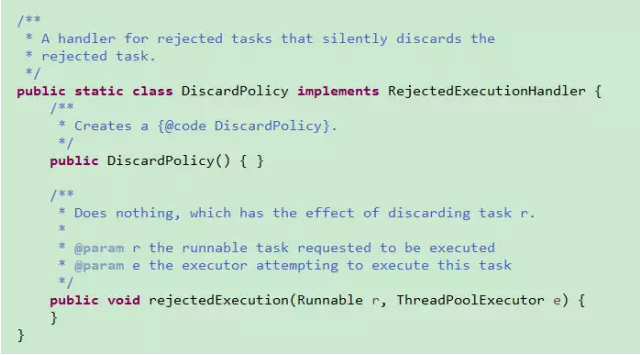 /**
 * A handler for rejected tasks that silently discards the
 * rejected task.
 */
public static class DiscardPolicy implements RejectedExecutionHandler {
    /**
     * Creates a {@code DiscardPolicy}.
     */
    public DiscardPolicy() { }

    /**
     * Does nothing, which has the effect of discarding task r.
     *
     * @param r the runnable task requested to be executed
     * @param e the executor attempting to execute this task
     */
    public void rejectedExecution(Runnable r, ThreadPoolExecutor e) {
    }
}